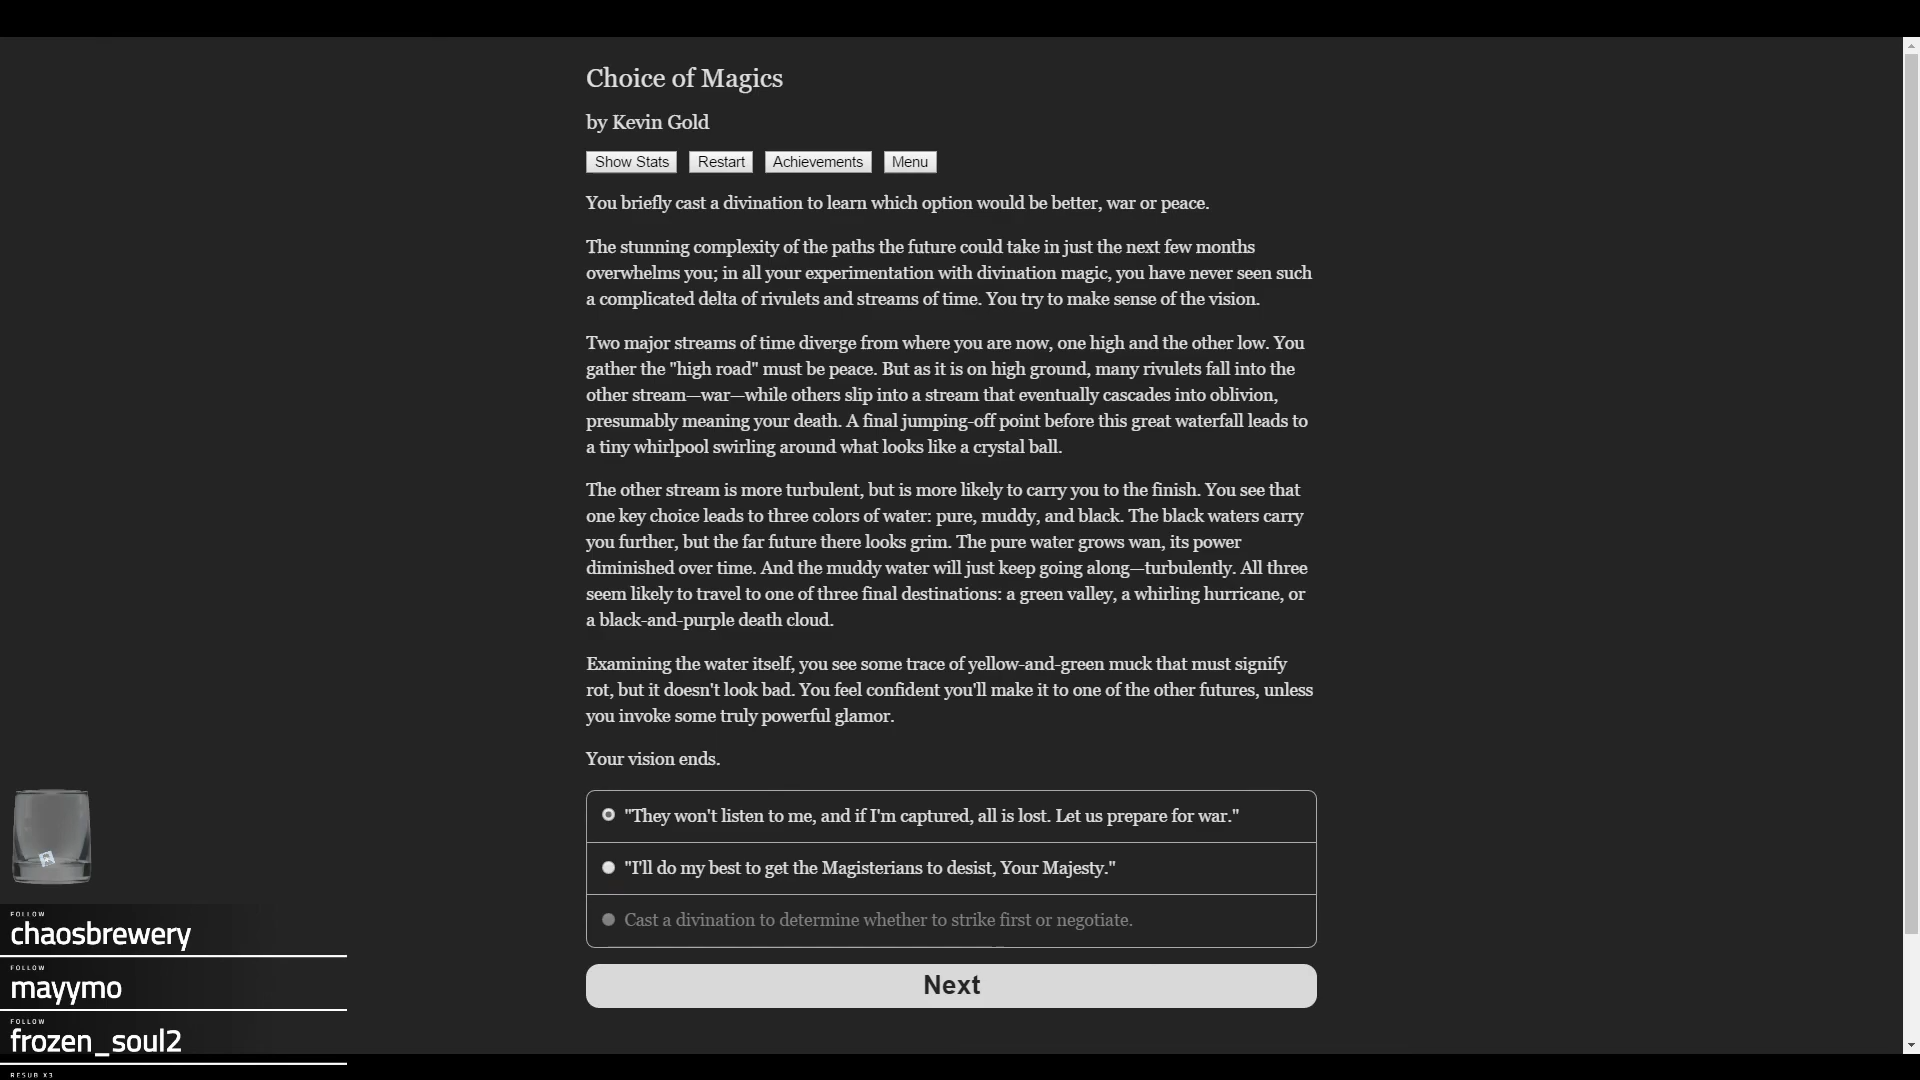 Choice of Magics
by Kevin Gold
Show Stats Restart Achievements Menu
You briefly cast a divination to learn which option would be better, war or peace.
The stunning complexity of the paths the future could take in just the next few months
overwhelms you; in all your experimentation with divination magic, you have never seen such
a complicated delta of rivulets and streams of time. You try to make sense of the vision.
Two major streams of time diverge from where you are now, one high and the other low. You
gather the "high road" must be peace. But as it is on high ground, many rivulets fall into the
other stream—war—while others slip into a stream that eventually cascades into oblivion,
presumably meaning your death. A final jumping-off point before this great waterfall leads to
a tiny whirlpool swirling around what looks like a crystal ball.
The other stream is more turbulent, but is more likely to carry you to the finish. You see that
one key choice leads to three colors of water: pure, muddy, and black. The black waters carry
you further, but the far future there looks grim. The pure water grows wan, its power
diminished over time. And the muddy water will just keep going along—turbulently. All three
seem likely to travel to one of three final destinations: a green valley, a whirling hurricane, or
a black-and-purple death cloud.
Examining the water itself, you see some trace of yellow-and-green muck that must signify
rot, but it doesn't look bad. You feel confident you'll make it to one of the other futures, unless
you invoke some truly powerful glamor.
Your vision ends.
"They won't listen to me, and if I'm captured, all is lost. Let us prepare for war."
"I'll do my best to get the Magisterians to desist, Your Majesty."
Cast a divination to determine whether to strike first or negotiate.
Next
FOLLOW
chaosbrewery
FOLLOW
mayymo
FOLLOW
frozen_soul2
RESUB X3